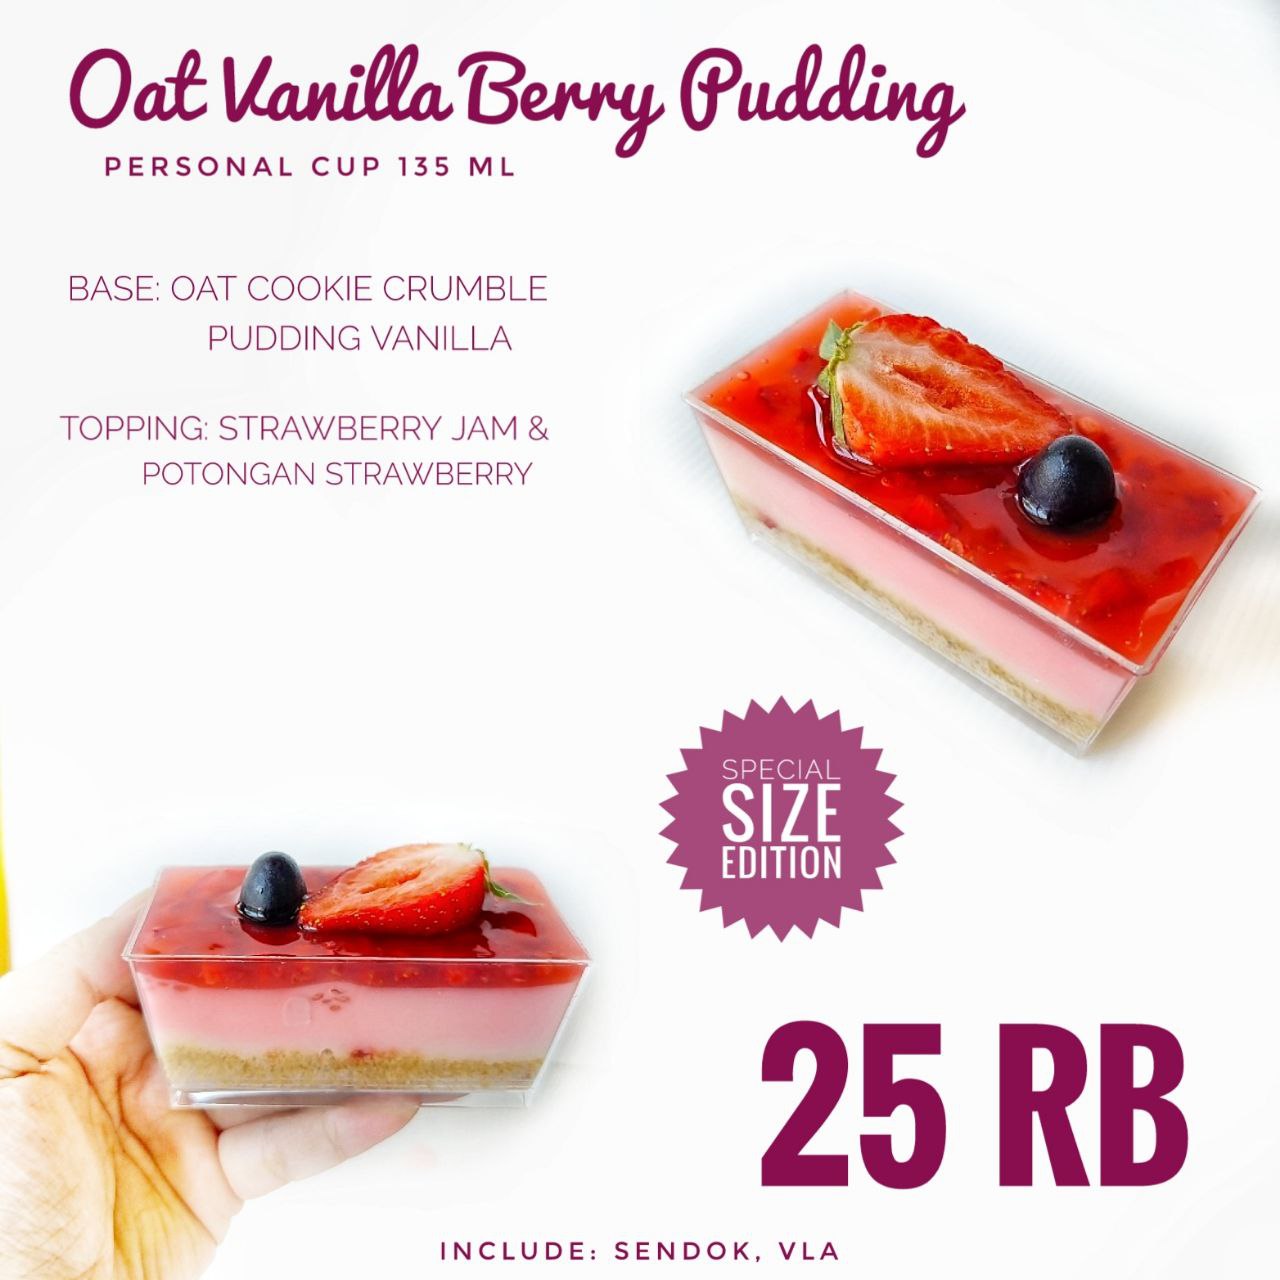 Oat Vanilla Berry Pudding
PERSONAL CUP 135 ML
BASE: OAT COOKIE CRUMBLE
PUDDING VANILLA
TOPPING: STRAWBERRY JAM &
POTONGAN STRAWBERRY
SPECIAL
SIZE
EDITION
25 RB
INCLUDE: SENDOK, VLA